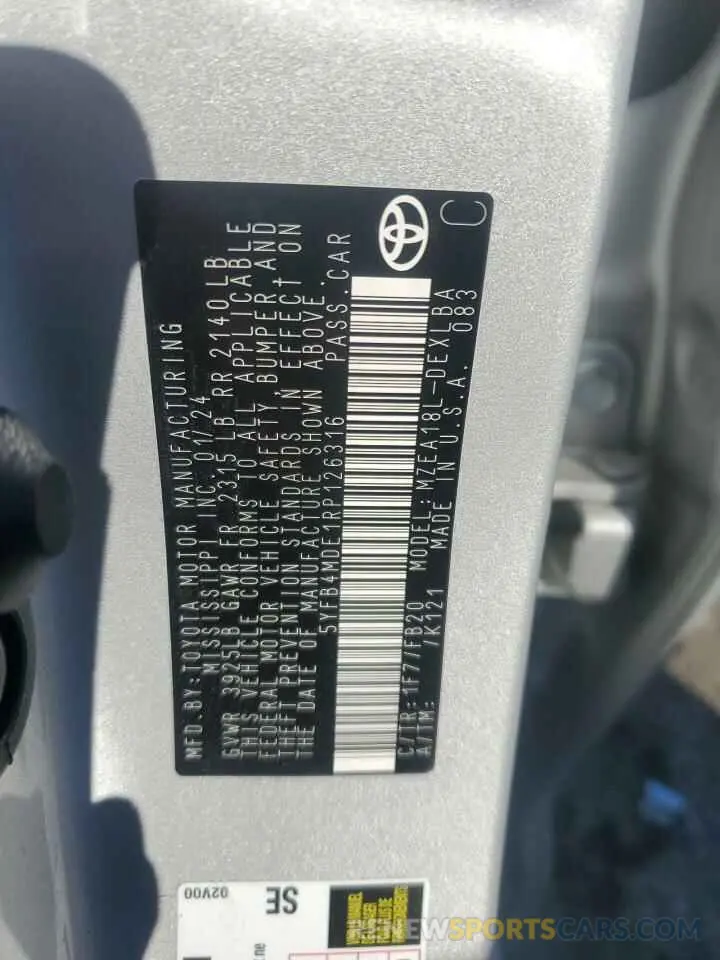 MFD.BY:TOYOTA MOTOR MANUFACTURING
MISSISSIPPI INC. 01/24
GVWR 3925LB GAWR FR 2315 LB RR 2140 LB
THIS VEHICLE CONFORMS TO ALL APPLICABLE
FEDERAL MOTOR VEHICLE SAFETY, BUMPER AND
THEFT PREVENTION STANDARDS IN EFFECT ON
THE DATE OF MANUFACTURE SHOWN ABOVE.
5YFB4MDE1RP126316 PASS.CAR
C/TR: 1F7/FB20 MODEL: MZEA18L-DEXLBA
A/TM: /K121 MADE IN U.S.A. 083
C
SE
02V00
RENEWSPORTSCARS.COM